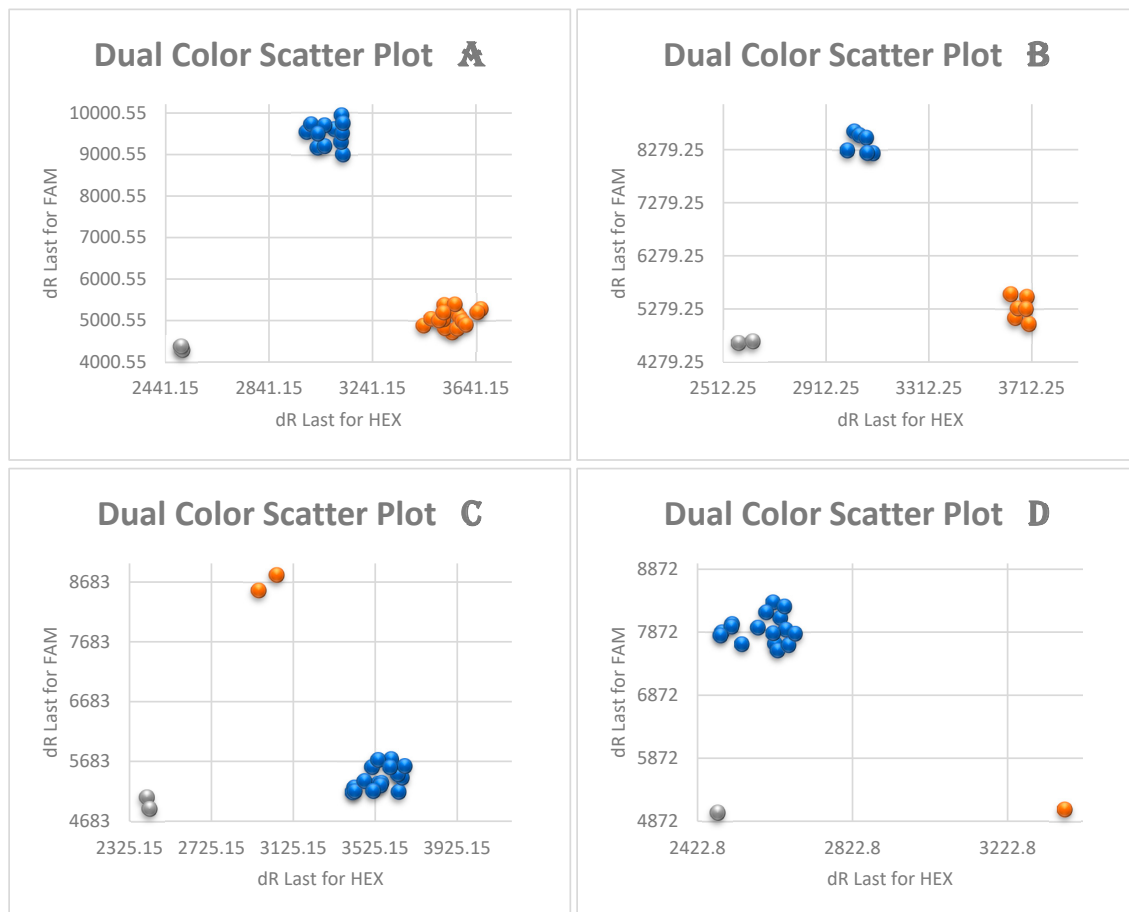 Dual Color Scatter Plot A
10000.55
9000.55
8000.55
7000.55
6000.55
5000.55
4000.55
dR Last for FAM
2441.15 2841.15 3241.15 3641.15
dR Last for HEX
Dual Color Scatter Plot B
8279.25
7279.25
6279.25
5279.25
4279.25
dR Last for FAM
2512.25 2912.25 3312.25 3712.25
dR Last for HEX
Dual Color Scatter Plot C
8683
7683
6683
5683
4683
dR Last for FAM
2325.15 2725.15 3125.15 3525.15 3925.15
dR Last for HEX
Dual Color Scatter Plot D
8872
7872
6872
5872
4872
dR Last for FAM
2422.8 2822.8 3222.8
dR Last for HEX